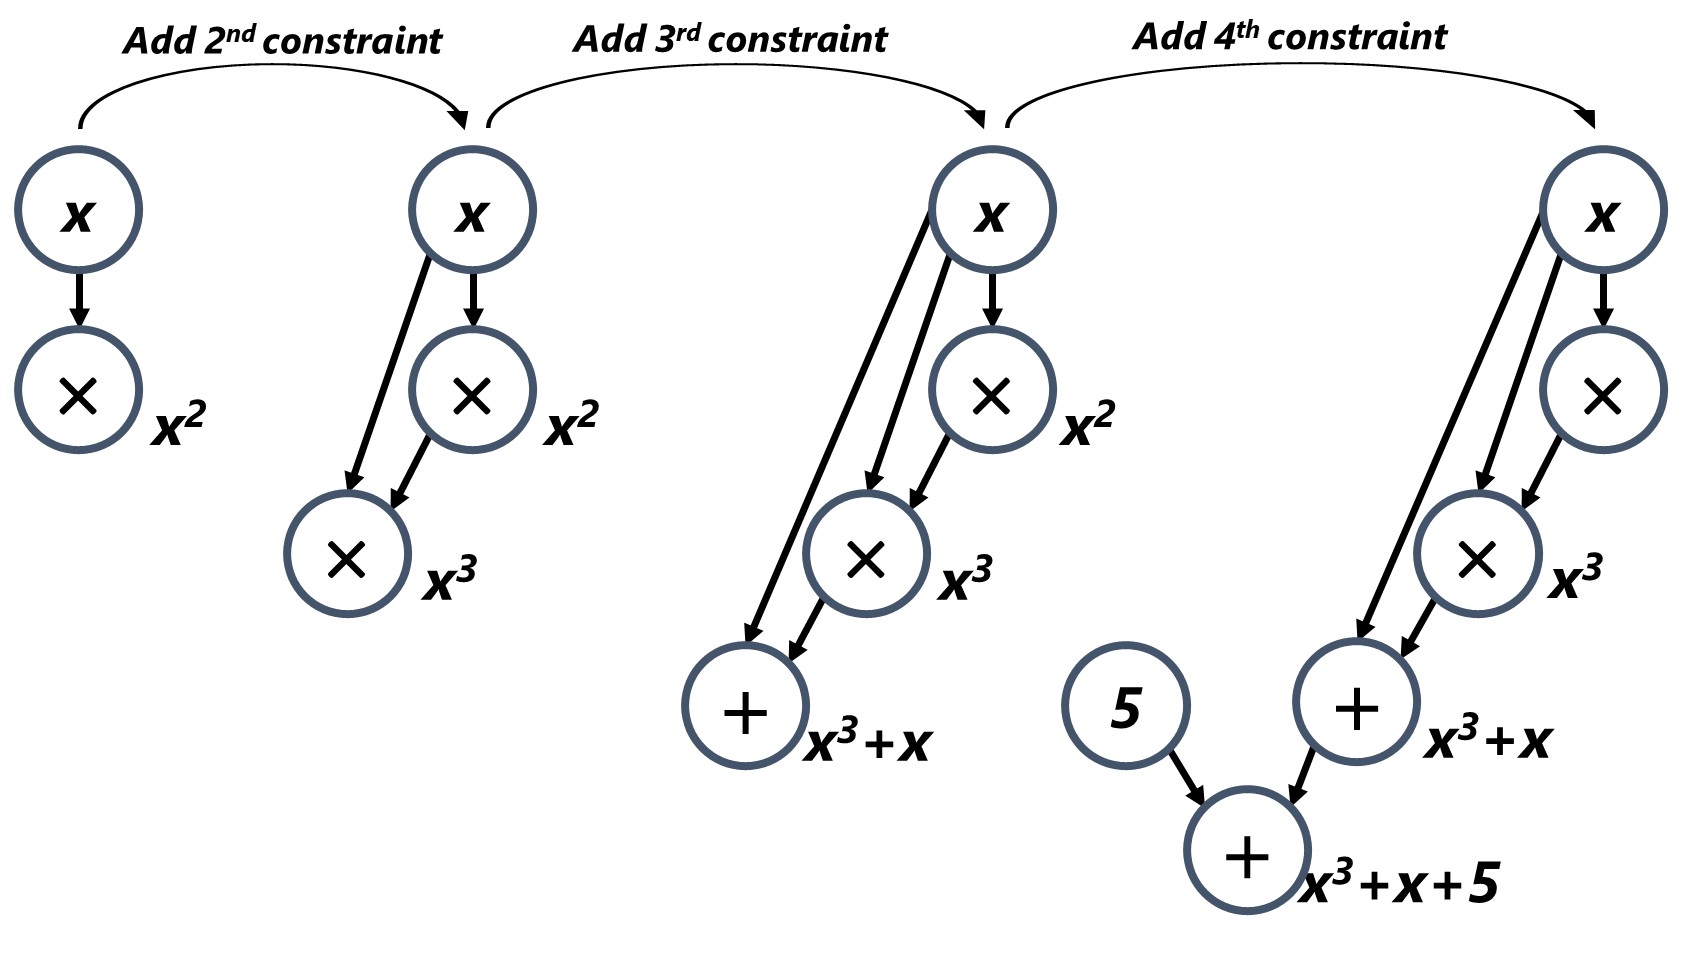 Add 2nd constraint
Add 3rd constraint
Add 4th constraint
x
x
x
x
×
x²
×
x²
×
x²
×
×
x³
×
x³
×
x³
+
x³+x
5
+
x³+x
+
x³+x+5